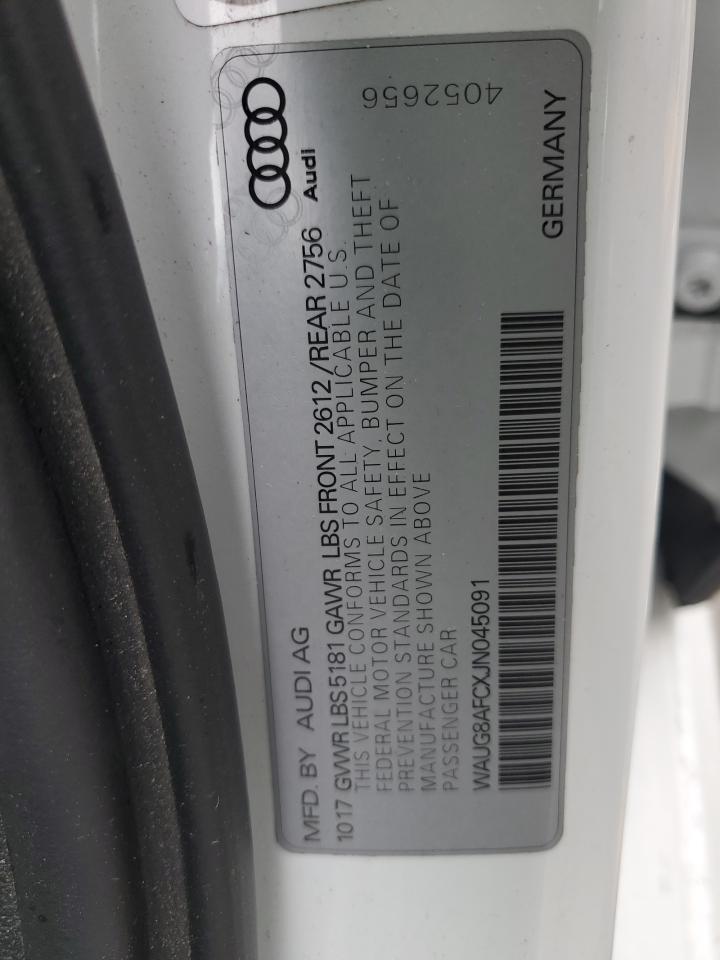 MFD. BY AUDI AG
Audi
4052656
1017 GVWR LBS 5181 GAWR LBS FRONT 2612 /REAR 2756
THIS VEHICLE CONFORMS TO ALL APPLICABLE U.S.
FEDERAL MOTOR VEHICLE SAFETY, BUMPER AND THEFT
PREVENTION STANDARDS IN EFFECT ON THE DATE OF
MANUFACTURE SHOWN ABOVE
PASSENGER CAR
WAUG8AFCXJN045091
GERMANY